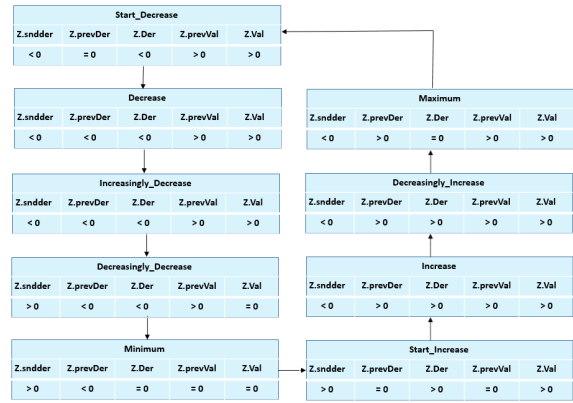 Start_Decrease
Z.sndder Z.prevDer Z.Der Z.prevVal Z.Val
< 0 = 0 < 0 > 0 > 0
Decrease
Z.sndder Z.prevDer Z.Der Z.prevVal Z.Val
< 0 < 0 < 0 > 0 > 0
Increasingly_Decrease
Z.sndder Z.prevDer Z.Der Z.prevVal Z.Val
< 0 < 0 < 0 > 0 > 0
Decreasingly_Decrease
Z.sndder Z.prevDer Z.Der Z.prevVal Z.Val
> 0 < 0 < 0 > 0 = 0
Minimum
Z.sndder Z.prevDer Z.Der Z.prevVal Z.Val
> 0 < 0 = 0 = 0 = 0
Start_Increase
Z.sndder Z.prevDer Z.Der Z.prevVal Z.Val
> 0 = 0 > 0 = 0 > 0
Increase
Z.sndder Z.prevDer Z.Der Z.prevVal Z.Val
< 0 > 0 > 0 > 0 > 0
Decreasingly_Increase
Z.sndder Z.prevDer Z.Der Z.prevVal Z.Val
< 0 > 0 > 0 > 0 > 0
Maximum
Z.sndder Z.prevDer Z.Der Z.prevVal Z.Val
< 0 > 0 = 0 > 0 > 0